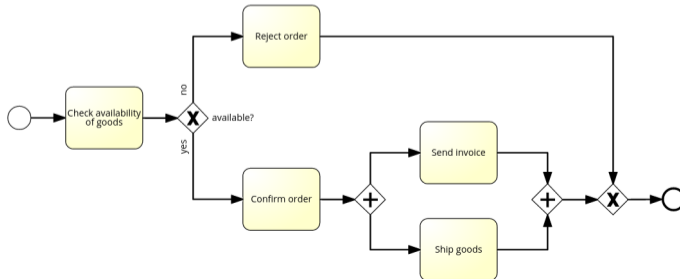 Reject order
no
Check availability
of goods
available?
yes
Send invoice
Confirm order
Ship goods